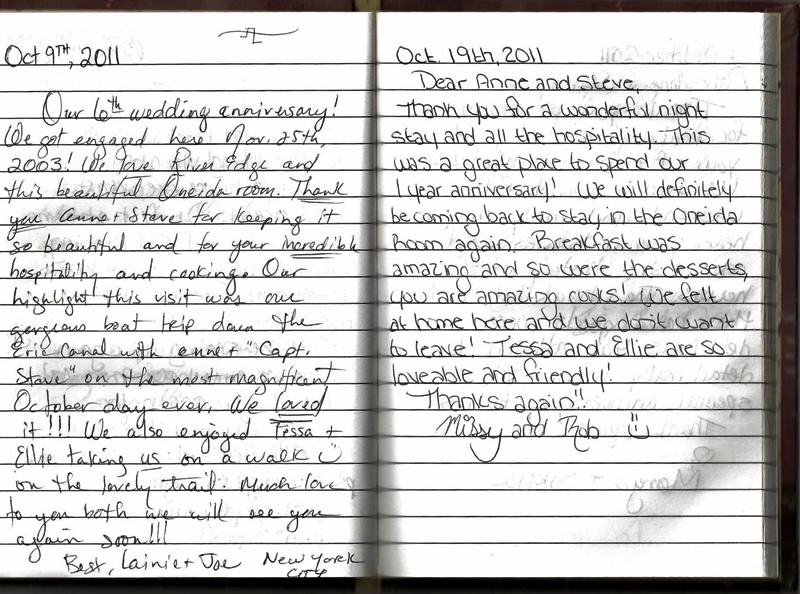 Oct 9TH, 2011
Our 6th wedding anniversary!
We got engaged here Nov. 25th,
2003! We love River Edge and
this beautiful Oneida room. Thank
you Anne + Steve for keeping it
so beautiful and for your incredible
hospitality and cooking. Our
highlight this visit was our
gorgeous boat trip down the
Erie Canal with Anne + "Capt.
Steve" on the most magnificent
October day ever. We loved
it!!! We also enjoyed Tessa +
Ellie taking us on a walk ☺
on the lovely trail. Much love
to you both we will see you
again soon!!!
Best, Lainie + Joe New York
City
Oct. 19th, 2011
Dear Anne and Steve,
Thank you for a wonderful night
stay and all the hospitality. This
was a great place to spend our
1 year anniversary! We will definitely
be coming back to stay in the Oneida
Room again. Breakfast was
amazing and so were the desserts,
you are amazing cooks! We felt
at home here and we don't want
to leave! Tessa and Ellie are so
loveable and friendly!
Thanks again!!
Missy and Rob ☺